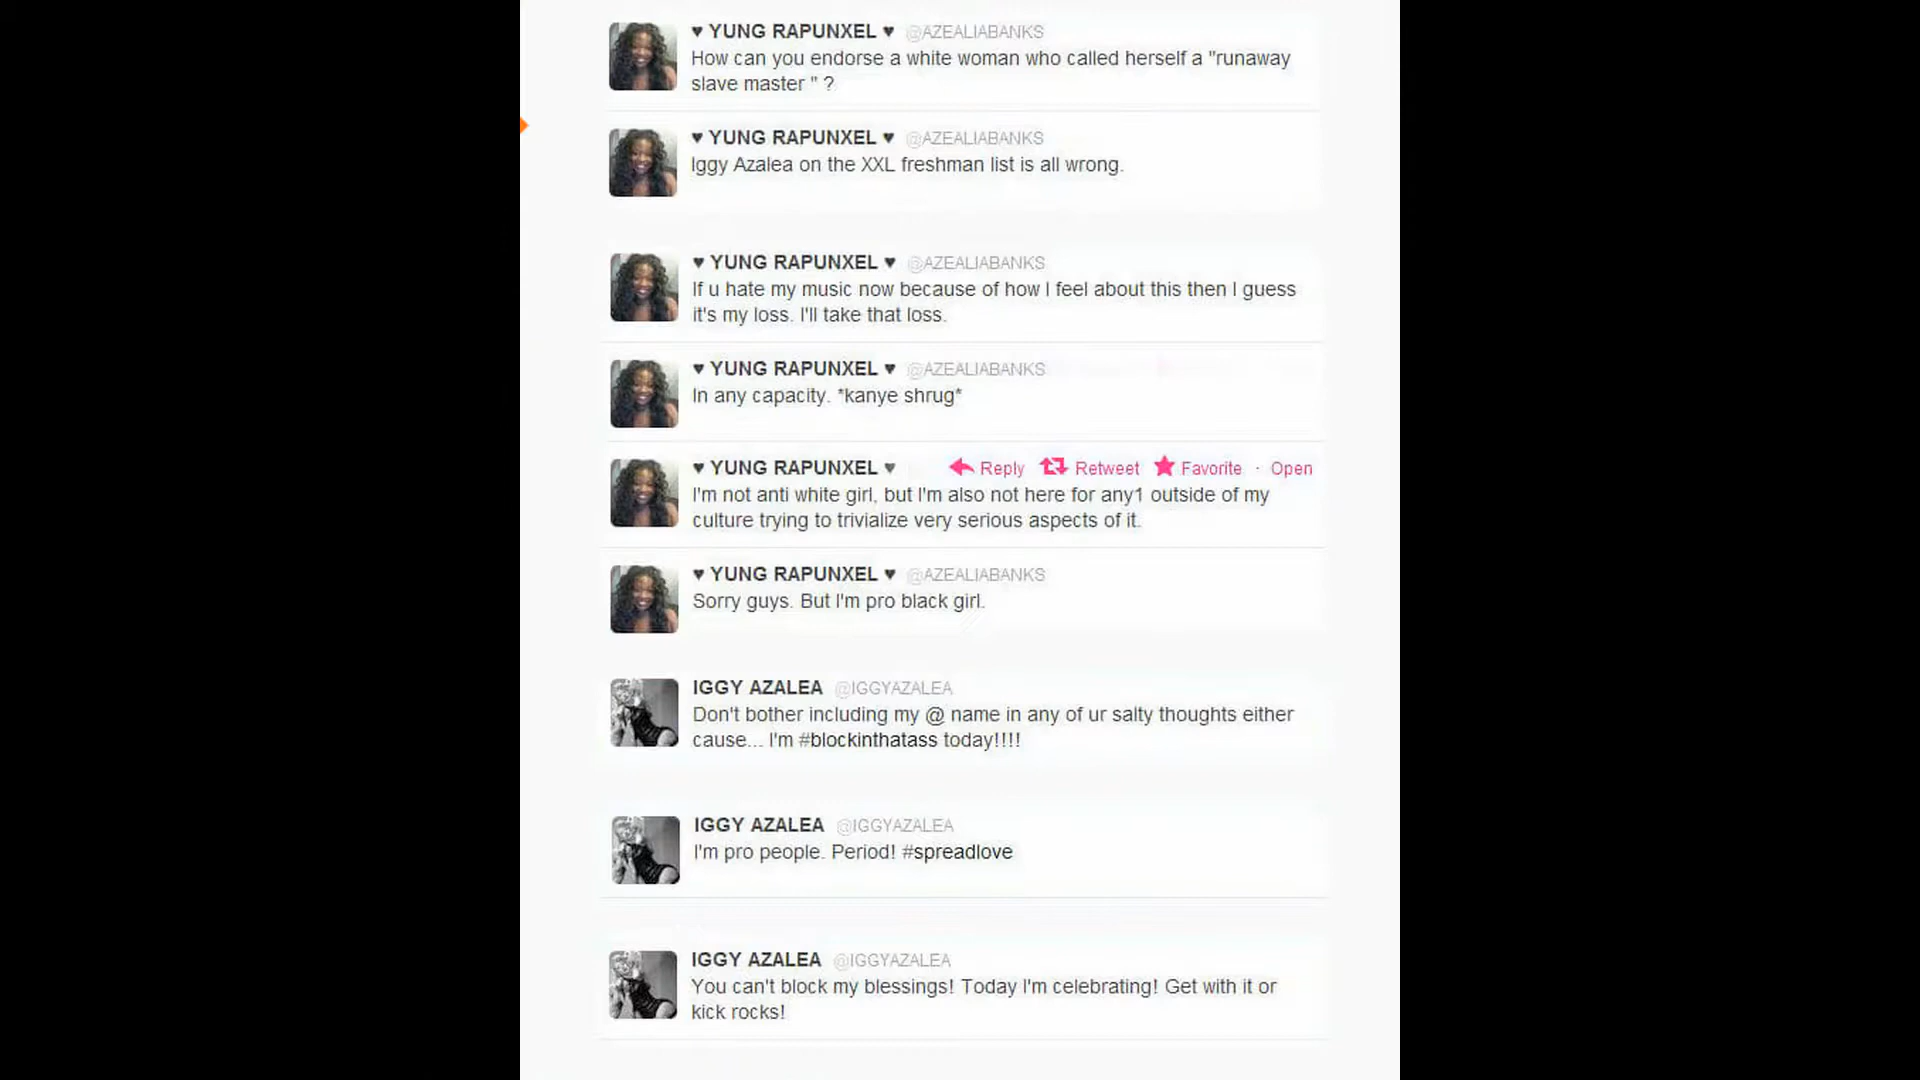 ♥ YUNG RAPUNXEL ♥ @AZEALIABANKS
How can you endorse a white woman who called herself a "runaway
slave master " ?
♥ YUNG RAPUNXEL ♥ @AZEALIABANKS
Iggy Azalea on the XXL freshman list is all wrong.
♥ YUNG RAPUNXEL ♥ @AZEALIABANKS
If u hate my music now because of how I feel about this then I guess
it's my loss. I'll take that loss.
♥ YUNG RAPUNXEL ♥ @AZEALIABANKS
In any capacity. *kanye shrug*
♥ YUNG RAPUNXEL ♥ Reply Retweet Favorite · Open
I'm not anti white girl, but I'm also not here for any1 outside of my
culture trying to trivialize very serious aspects of it.
♥ YUNG RAPUNXEL ♥ @AZEALIABANKS
Sorry guys. But I'm pro black girl.
IGGY AZALEA @IGGYAZALEA
Don't bother including my @ name in any of ur salty thoughts either
cause... I'm #blockinthatass today!!!!
IGGY AZALEA @IGGYAZALEA
I'm pro people. Period! #spreadlove
IGGY AZALEA @IGGYAZALEA
You can't block my blessings! Today I'm celebrating! Get with it or
kick rocks!